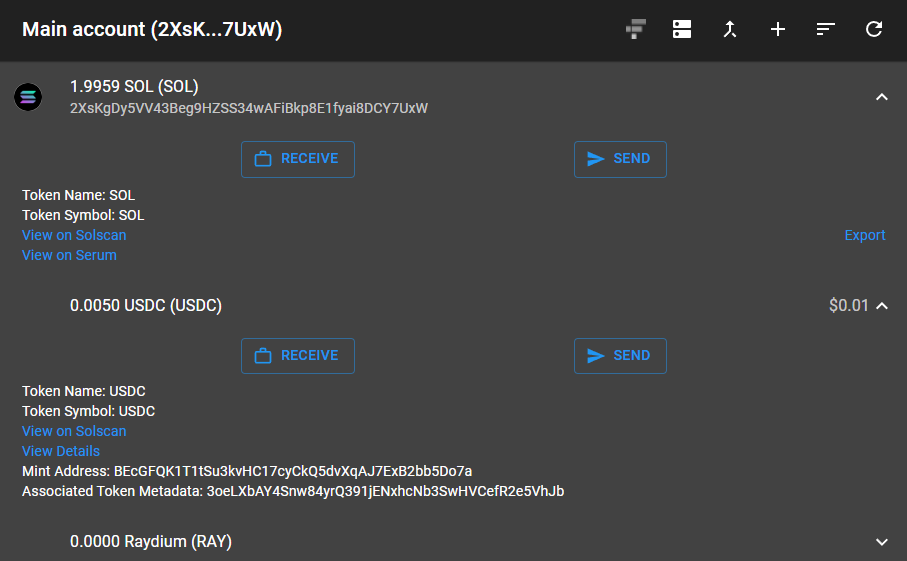 Main account (2XsK...7UxW)
1.9959 SOL (SOL)
2XsKgDy5VV43Beg9HZSS34wAFiBkp8E1fyai8DCY7UxW
RECEIVE
SEND
Token Name: SOL
Token Symbol: SOL
View on Solscan
Export
View on Serum
0.0050 USDC (USDC)
$0.01
RECEIVE
SEND
Token Name: USDC
Token Symbol: USDC
View on Solscan
View Details
Mint Address: BEcGFQK1T1tSu3kvHC17cyCkQ5dvXqAJ7ExB2bb5Do7a
Associated Token Metadata: 3oeLXbAY4Snw84yrQ391jENxhcNb3SwHVCefR2e5VhJb
0.0000 Raydium (RAY)